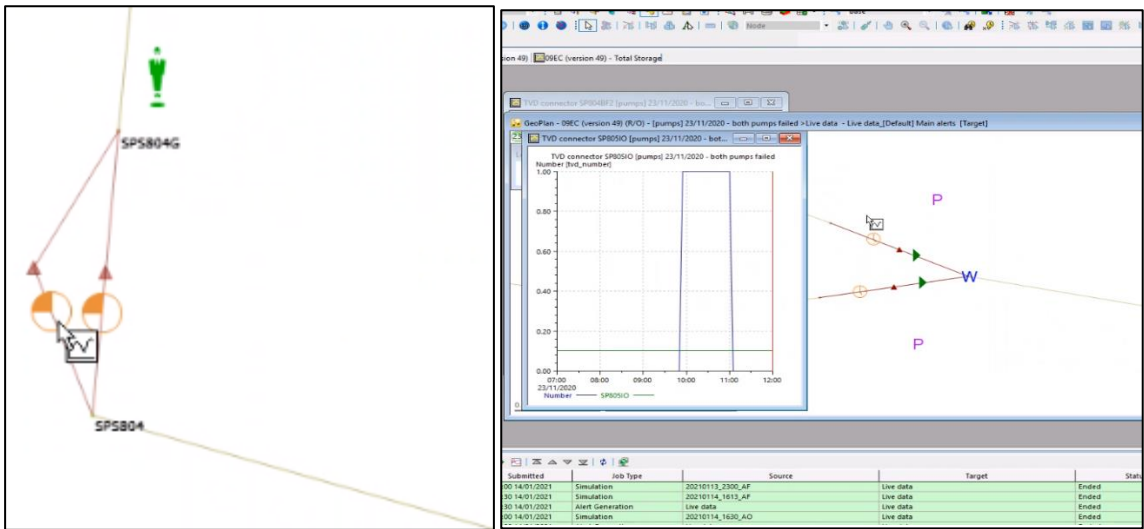 SPS804G
SPS804
Node
ion 49) 09EC (version 49) - Total Storage
TVD connector SP804BF2 [pumps] 23/11/2020 - bo...
GeoPlan - 09EC (version 49) (R/O) - [pumps] 23/11/2020 - both pumps failed >Live data - Live data_[Default] Main alerts [Target]
TVD connector SP805IO [pumps] 23/11/2020 - bot...
TVD connector SP805IO [pumps] 23/11/2020 - both pumps failed
Number [tvd_number]
1.00
0.80
0.60
0.40
0.20
0.00
07:00 08:00 09:00 10:00 11:00 12:00
23/11/2020
Number SP805IO
P
W
P
Submitted Job Type Source Target Statu
:00 14/01/2021 Simulation 20210113_2300_AF Live data Ended
:30 14/01/2021 Simulation 20210114_1613_AF Live data Ended
:30 14/01/2021 Alert Generation Live data Live data Ended
:00 14/01/2021 Simulation 20210114_1630_AO Live data Ended